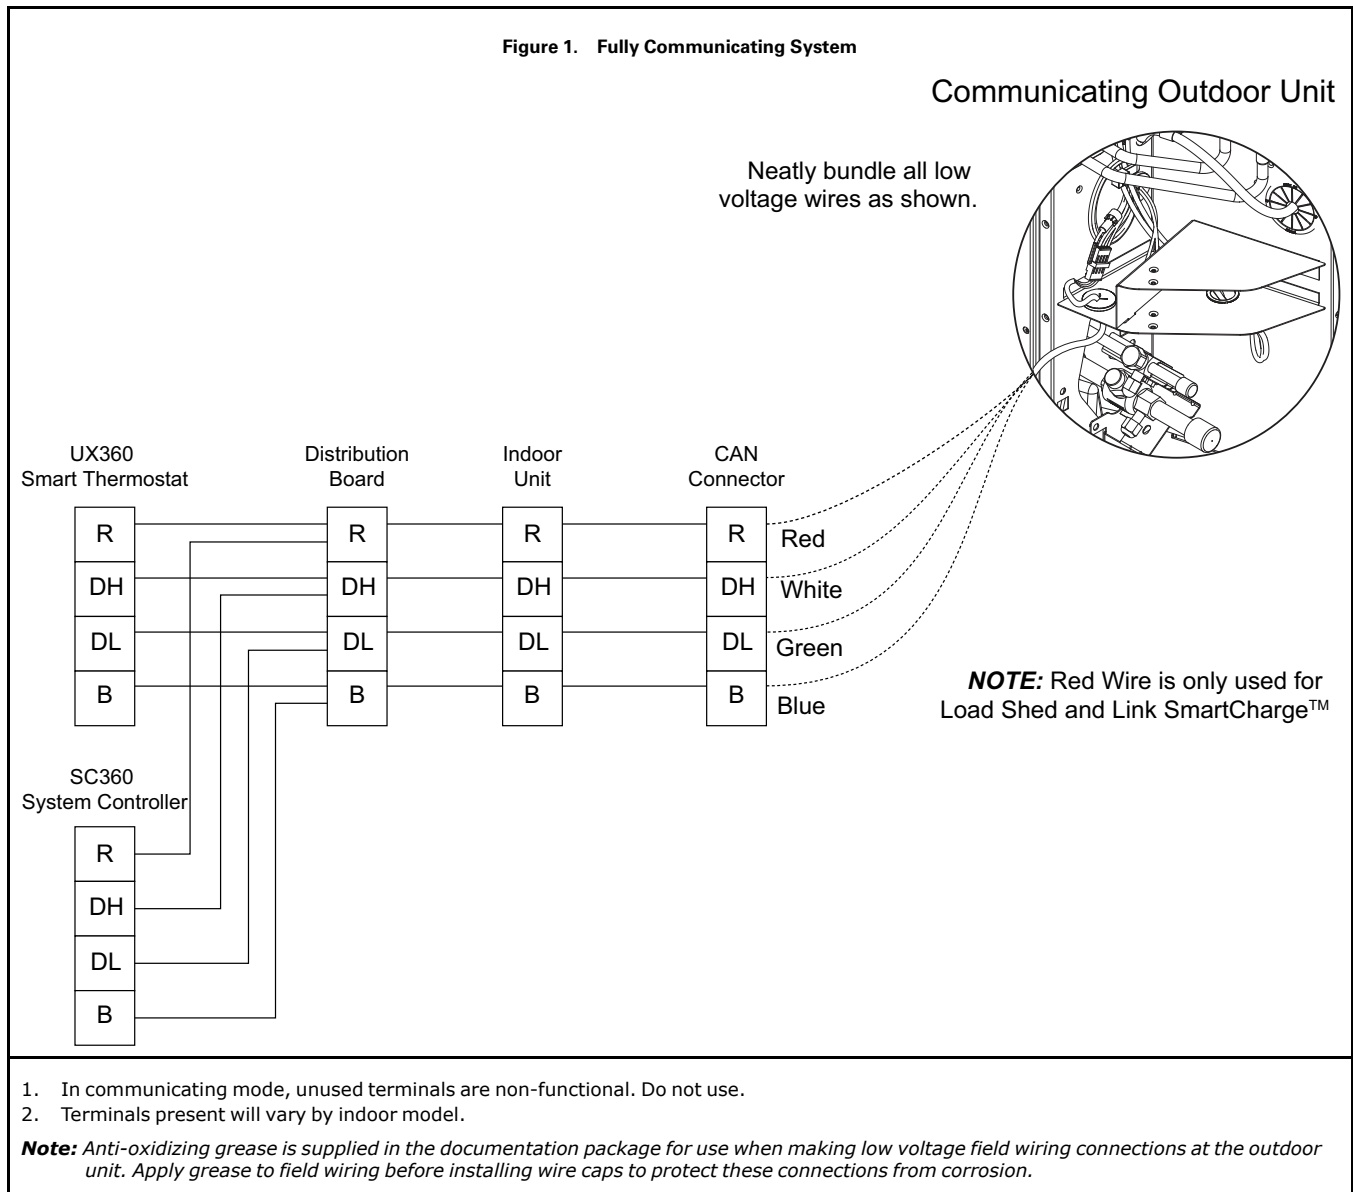 Figure 1. Fully Communicating System
Communicating Outdoor Unit
Neatly bundle all low
voltage wires as shown.
UX360
Smart Thermostat
Distribution
Board
Indoor
Unit
CAN
Connector
R
R
R
R
Red
DH
DH
DH
DH
White
DL
DL
DL
DL
Green
B
B
B
B
Blue
NOTE: Red Wire is only used for
Load Shed and Link SmartCharge™
SC360
System Controller
R
DH
DL
B
1. In communicating mode, unused terminals are non-functional. Do not use.
2. Terminals present will vary by indoor model.
Note: Anti-oxidizing grease is supplied in the documentation package for use when making low voltage field wiring connections at the outdoor
unit. Apply grease to field wiring before installing wire caps to protect these connections from corrosion.